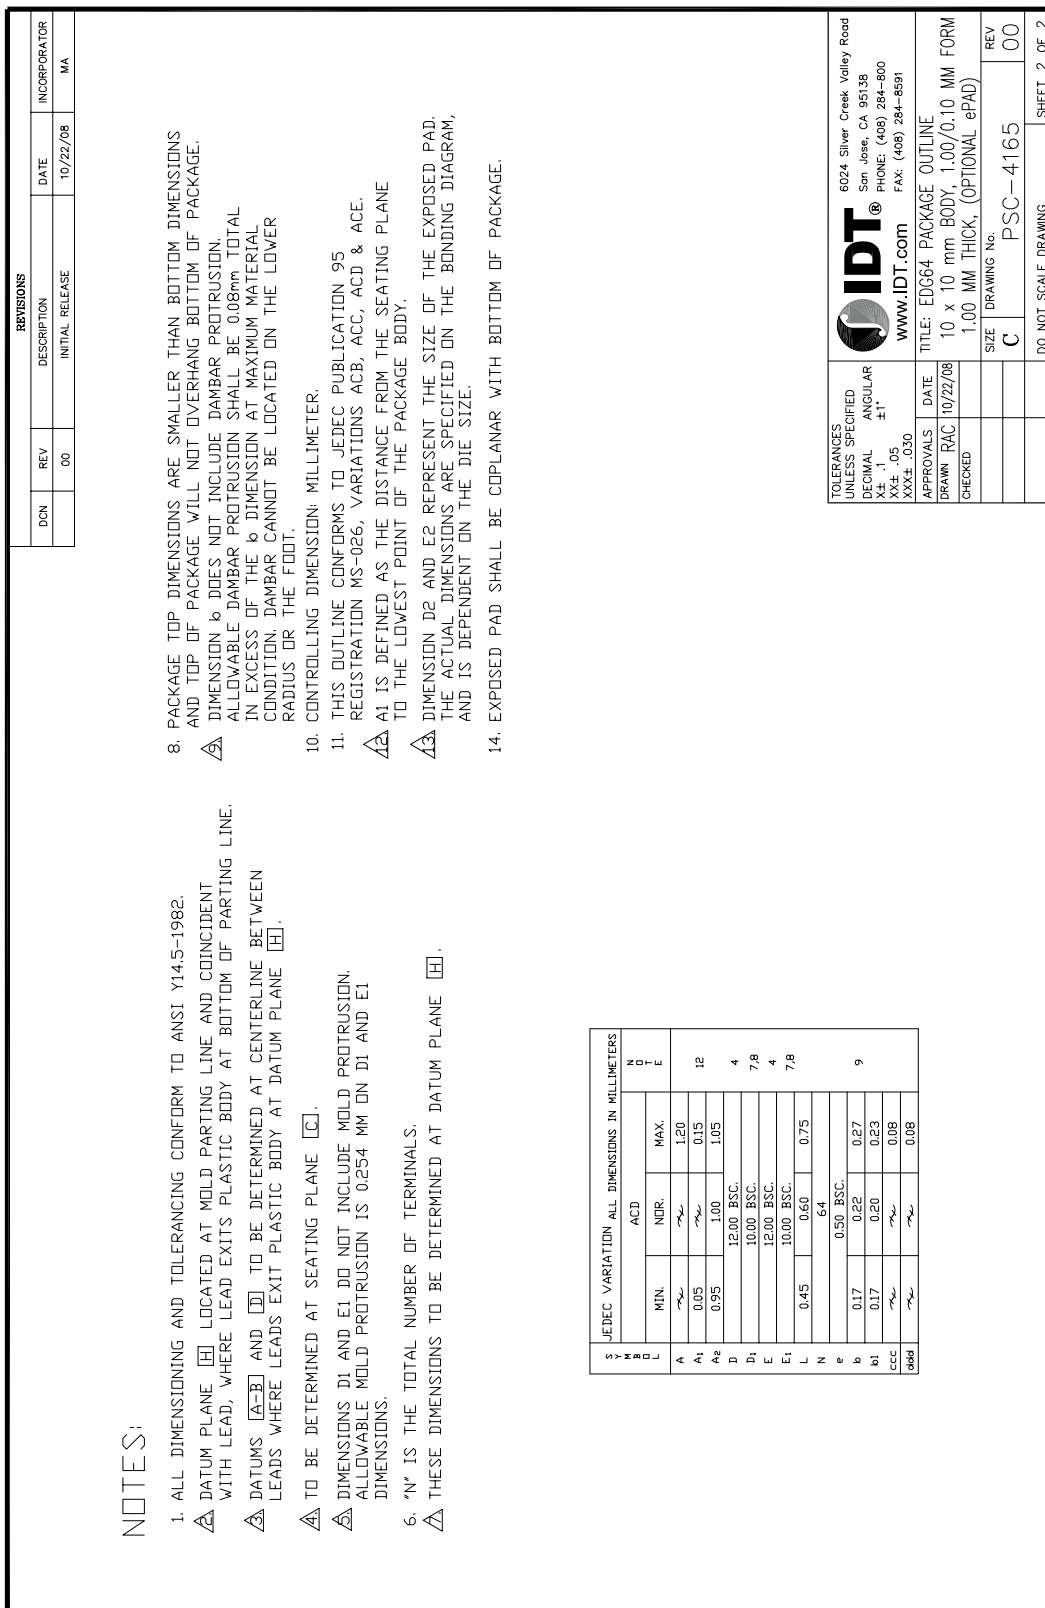 REVISIONS
DCN REV DESCRIPTION DATE INCORPORATOR
00 INITIAL RELEASE 10/22/08 MA
NOTES:
1. ALL DIMENSIONING AND TOLERANCING CONFORM TO ANSI Y14.5-1982.
2. DATUM PLANE H LOCATED AT MOLD PARTING LINE AND COINCIDENT
WITH LEAD, WHERE LEAD EXITS PLASTIC BODY AT BOTTOM OF PARTING LINE.
3. DATUMS A-B AND D TO BE DETERMINED AT CENTERLINE BETWEEN
LEADS WHERE LEADS EXIT PLASTIC BODY AT DATUM PLANE H.
4. TO BE DETERMINED AT SEATING PLANE C.
5. DIMENSIONS D1 AND E1 DO NOT INCLUDE MOLD PROTRUSION.
ALLOWABLE MOLD PROTRUSION IS 0.254 MM ON D1 AND E1
DIMENSIONS.
6. "N" IS THE TOTAL NUMBER OF TERMINALS.
7. THESE DIMENSIONS TO BE DETERMINED AT DATUM PLANE H.
8. PACKAGE TOP DIMENSIONS ARE SMALLER THAN BOTTOM DIMENSIONS
AND TOP OF PACKAGE WILL NOT OVERHANG BOTTOM OF PACKAGE.
9. DIMENSION b DOES NOT INCLUDE DAMBAR PROTRUSION.
ALLOWABLE DAMBAR PROTRUSION SHALL BE 0.08mm TOTAL
IN EXCESS OF THE b DIMENSION AT MAXIMUM MATERIAL
CONDITION. DAMBAR CANNOT BE LOCATED ON THE LOWER
RADIUS OR THE FOOT.
10. CONTROLLING DIMENSION: MILLIMETER.
11. THIS OUTLINE CONFORMS TO JEDEC PUBLICATION 95
REGISTRATION MS-026, VARIATIONS ACB, ACC, ACD & ACE.
12. A1 IS DEFINED AS THE DISTANCE FROM THE SEATING PLANE
TO THE LOWEST POINT OF THE PACKAGE BODY.
13. DIMENSION D2 AND E2 REPRESENT THE SIZE OF THE EXPOSED PAD.
THE ACTUAL DIMENSIONS ARE SPECIFIED ON THE BONDING DIAGRAM,
AND IS DEPENDENT ON THE DIE SIZE.
14. EXPOSED PAD SHALL BE COPLANAR WITH BOTTOM OF PACKAGE.
SYMBOL JEDEC VARIATION ALL DIMENSIONS IN MILLIMETERS
ACD NOTE
MIN. NOR. MAX.
A 1.20
A1 0.05 0.15 12
A2 0.95 1.00 1.05
D 12.00 BSC. 4
D1 10.00 BSC. 7,8
E 12.00 BSC. 4
E1 10.00 BSC. 7,8
L 0.45 0.60 0.75
N 64
e 0.50 BSC.
b 0.17 0.22 0.27 9
b1 0.17 0.20 0.23
ccc 0.08
ddd 0.08
TOLERANCES
UNLESS SPECIFIED
DECIMAL ANGULAR
X± .1 ±1°
XX± .05
XXX± .030
APPROVALS DATE
DRAWN RAC 10/22/08
CHECKED
IDT®
www.IDT.com
6024 Silver Creek Valley Road
San Jose, CA 95138
PHONE: (408) 284-800
FAX: (408) 284-8591
TITLE: EDG64 PACKAGE OUTLINE
10 x 10 mm BODY, 1.00/0.10 MM FORM
1.00 MM THICK, (OPTIONAL ePAD)
SIZE DRAWING No. REV
C PSC-4165 00
DO NOT SCALE DRAWING SHEET 2 OF 2